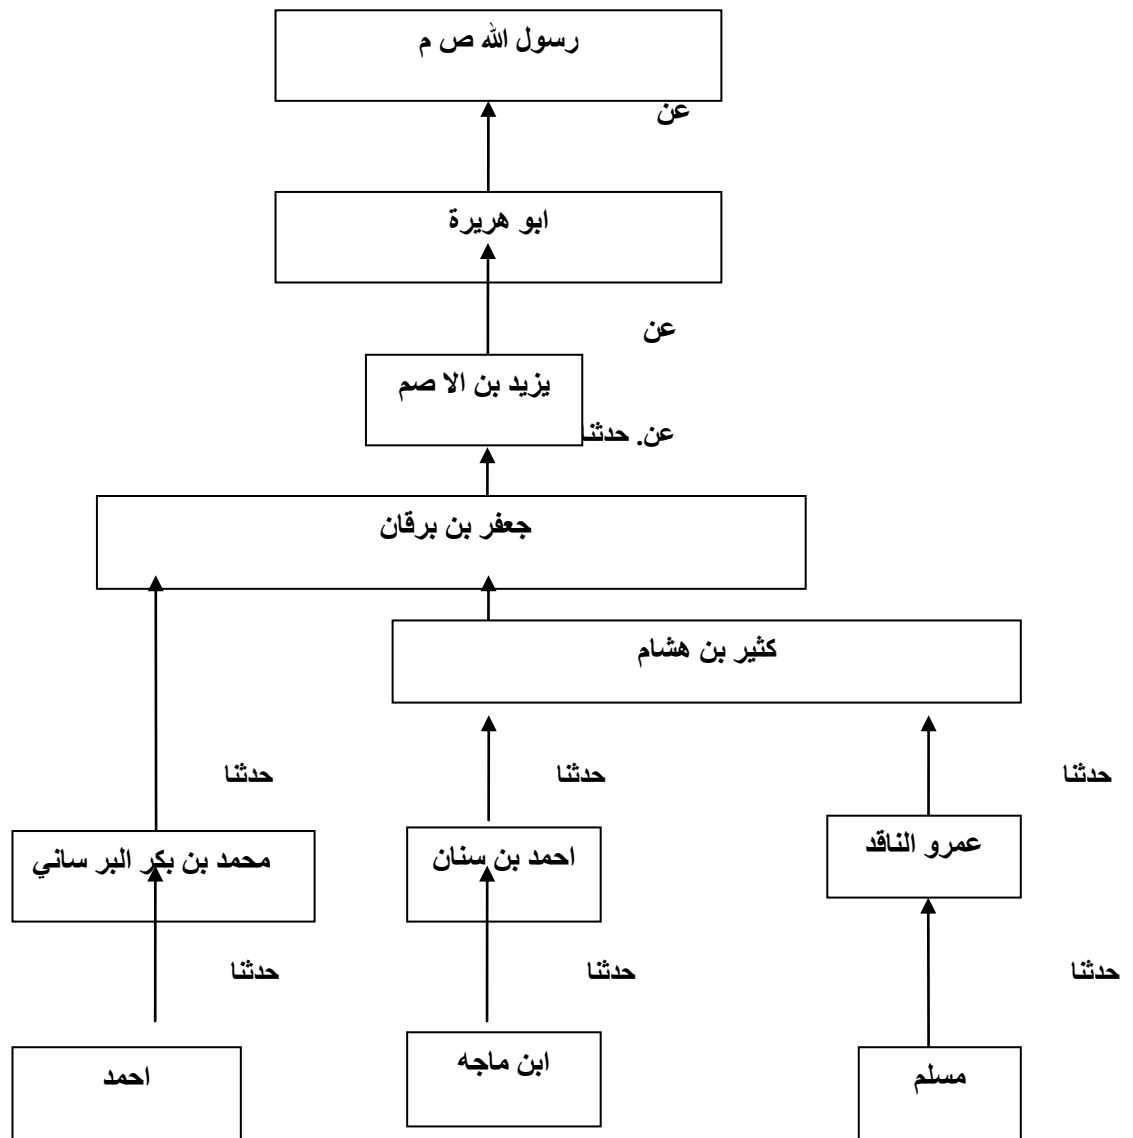 رسول الله ص م
عن
ابو هريرة
عن
يزيد بن الا صم
عن. حدثنا
جعفر بن برقان
كثير بن هشام
حدثنا حدثنا حدثنا
عمرو الناقد احمد بن سنان محمد بن بكر البر ساني
حدثنا حدثنا حدثنا
مسلم ابن ماجه احمد